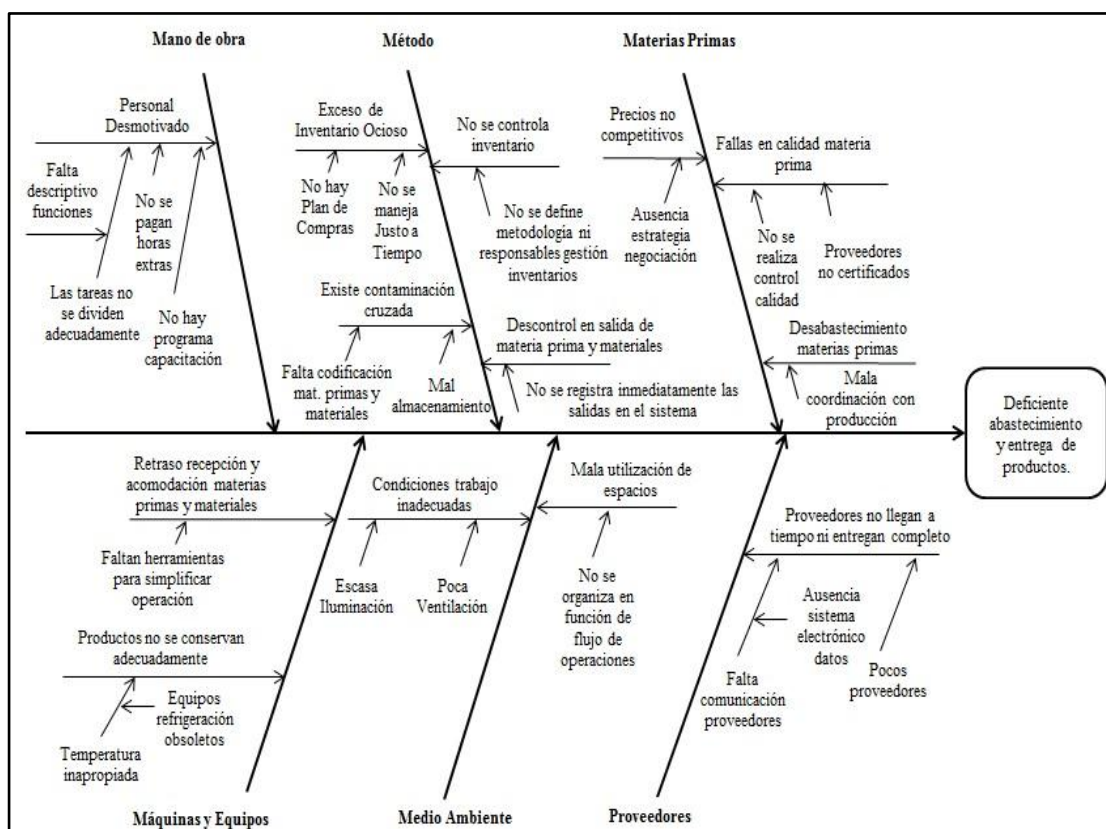 Mano de obra
Método
Materias Primas
Personal
Desmotivado
Falta
descriptivo
funciones
No se
pagan
horas
extras
Las tareas no
se dividen
adecuadamente
No hay
programa
capacitación
Exceso de
Inventario Ocioso
No hay
Plan de
Compras
No se
maneja
Justo a
Tiempo
No se controla
inventario
No se define
metodología ni
responsables gestión
inventarios
Existe contaminación
cruzada
Falta codificación
mat. primas y
materiales
Mal
almacenamiento
Descontrol en salida de
materia prima y materiales
No se registra inmediatamente las
salidas en el sistema
Precios no
competitivos
Ausencia
estrategia
negociación
Fallas en calidad materia
prima
No se
realiza
control
calidad
Proveedores
no certificados
Desabastecimiento
materias primas
Mala
coordinación con
producción
Deficiente
abastecimiento
y entrega de
productos.
Retraso recepción y
acomodación materias
primas y materiales
Faltan herramientas
para simplificar
operación
Productos no se conservan
adecuadamente
Equipos
refrigeración
obsoletos
Temperatura
inapropiada
Condiciones trabajo
inadecuadas
Escasa
Iluminación
Poca
Ventilación
Mala utilización de
espacios
No se
organiza en
función de
flujo de
operaciones
Proveedores no llegan a
tiempo ni entregan completo
Ausencia
sistema
electrónico
datos
Falta
comunicación
proveedores
Pocos
proveedores
Máquinas y Equipos
Medio Ambiente
Proveedores